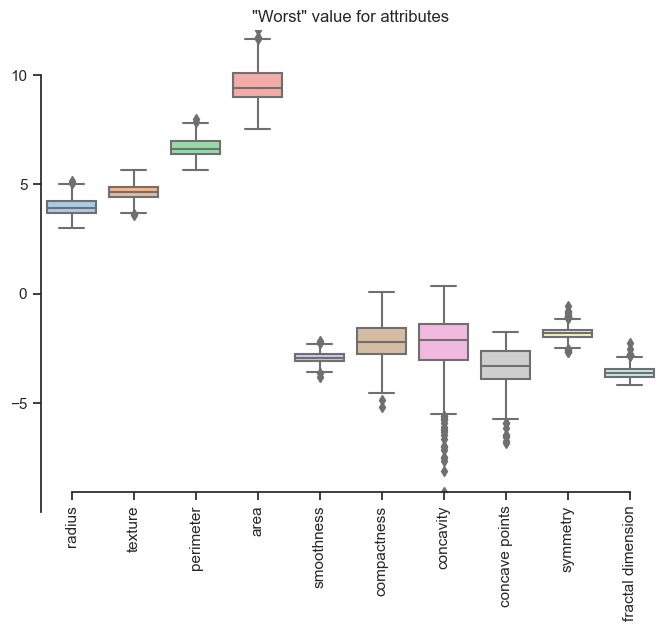 "Worst" value for attributes
10
5
0
−5
radius
texture
perimeter
area
smoothness
compactness
concavity
concave points
symmetry
fractal dimension